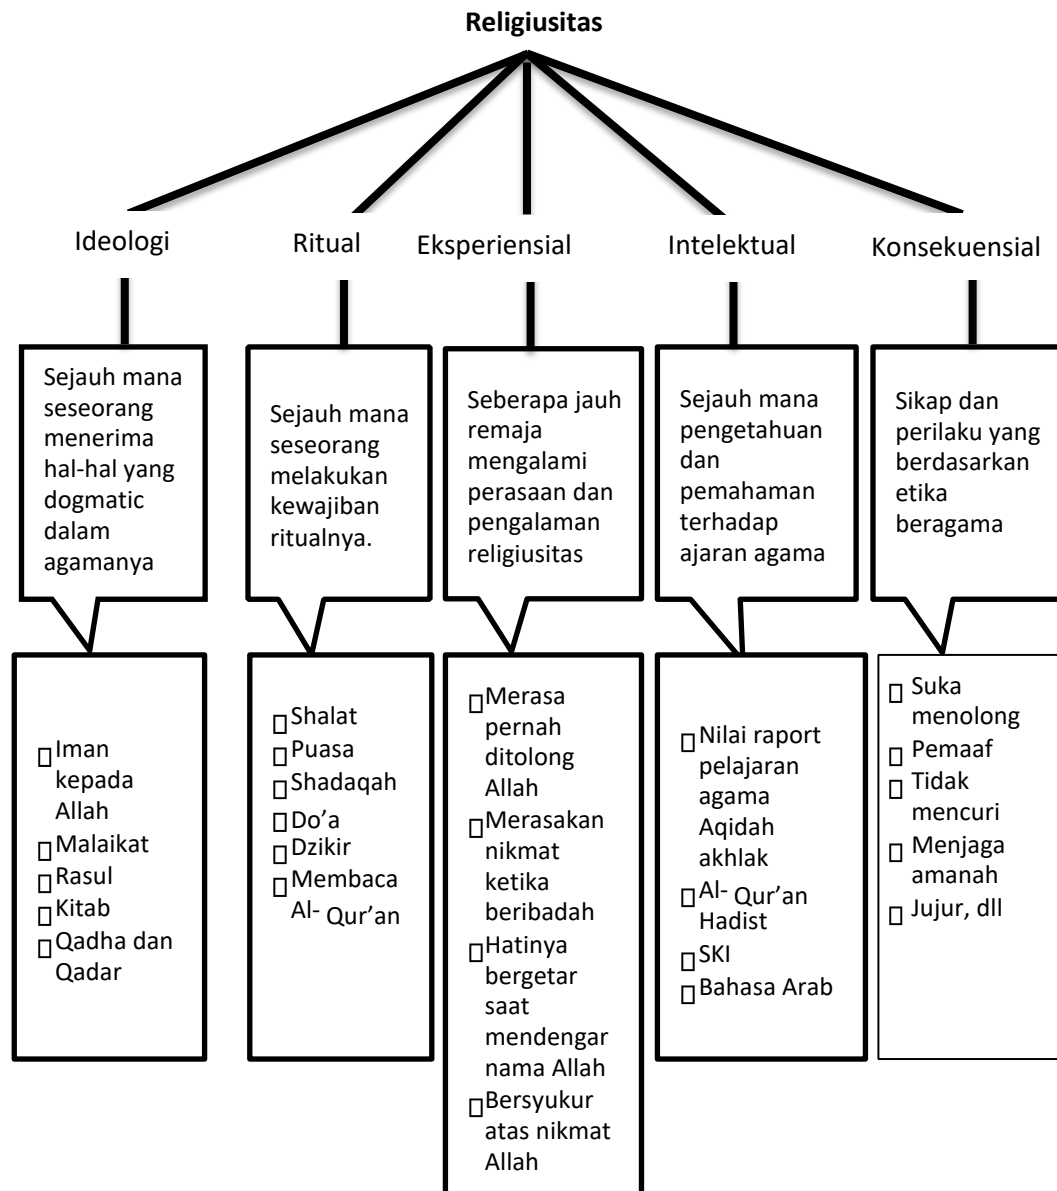 Religiusitas
Ideologi
Ritual
Eksperiensial
Intelektual
Konsekuensial
Sejauh mana
seseorang
menerima
hal-hal yang
dogmatic
dalam
agamanya
Sejauh mana
seseorang
melakukan
kewajiban
ritualnya.
Seberapa jauh
remaja
mengalami
perasaan dan
pengalaman
religiusitas
Sejauh mana
pengetahuan
dan
pemahaman
terhadap
ajaran agama
Sikap dan
perilaku yang
berdasarkan
etika
beragama
Iman
kepada
Allah
Malaikat
Rasul
Kitab
Qadha dan
Qadar
Shalat
Puasa
Shadaqah
Do’a
Dzikir
Membaca
Al- Qur’an
Merasa
pernah
ditolong
Allah
Merasakan
nikmat
ketika
beribadah
Hatinya
bergetar
saat
mendengar
nama Allah
Bersyukur
atas nikmat
Allah
Nilai raport
pelajaran
agama
Aqidah
akhlak
Al- Qur’an
Hadist
SKI
Bahasa Arab
Suka
menolong
Pemaaf
Tidak
mencuri
Menjaga
amanah
Jujur, dll